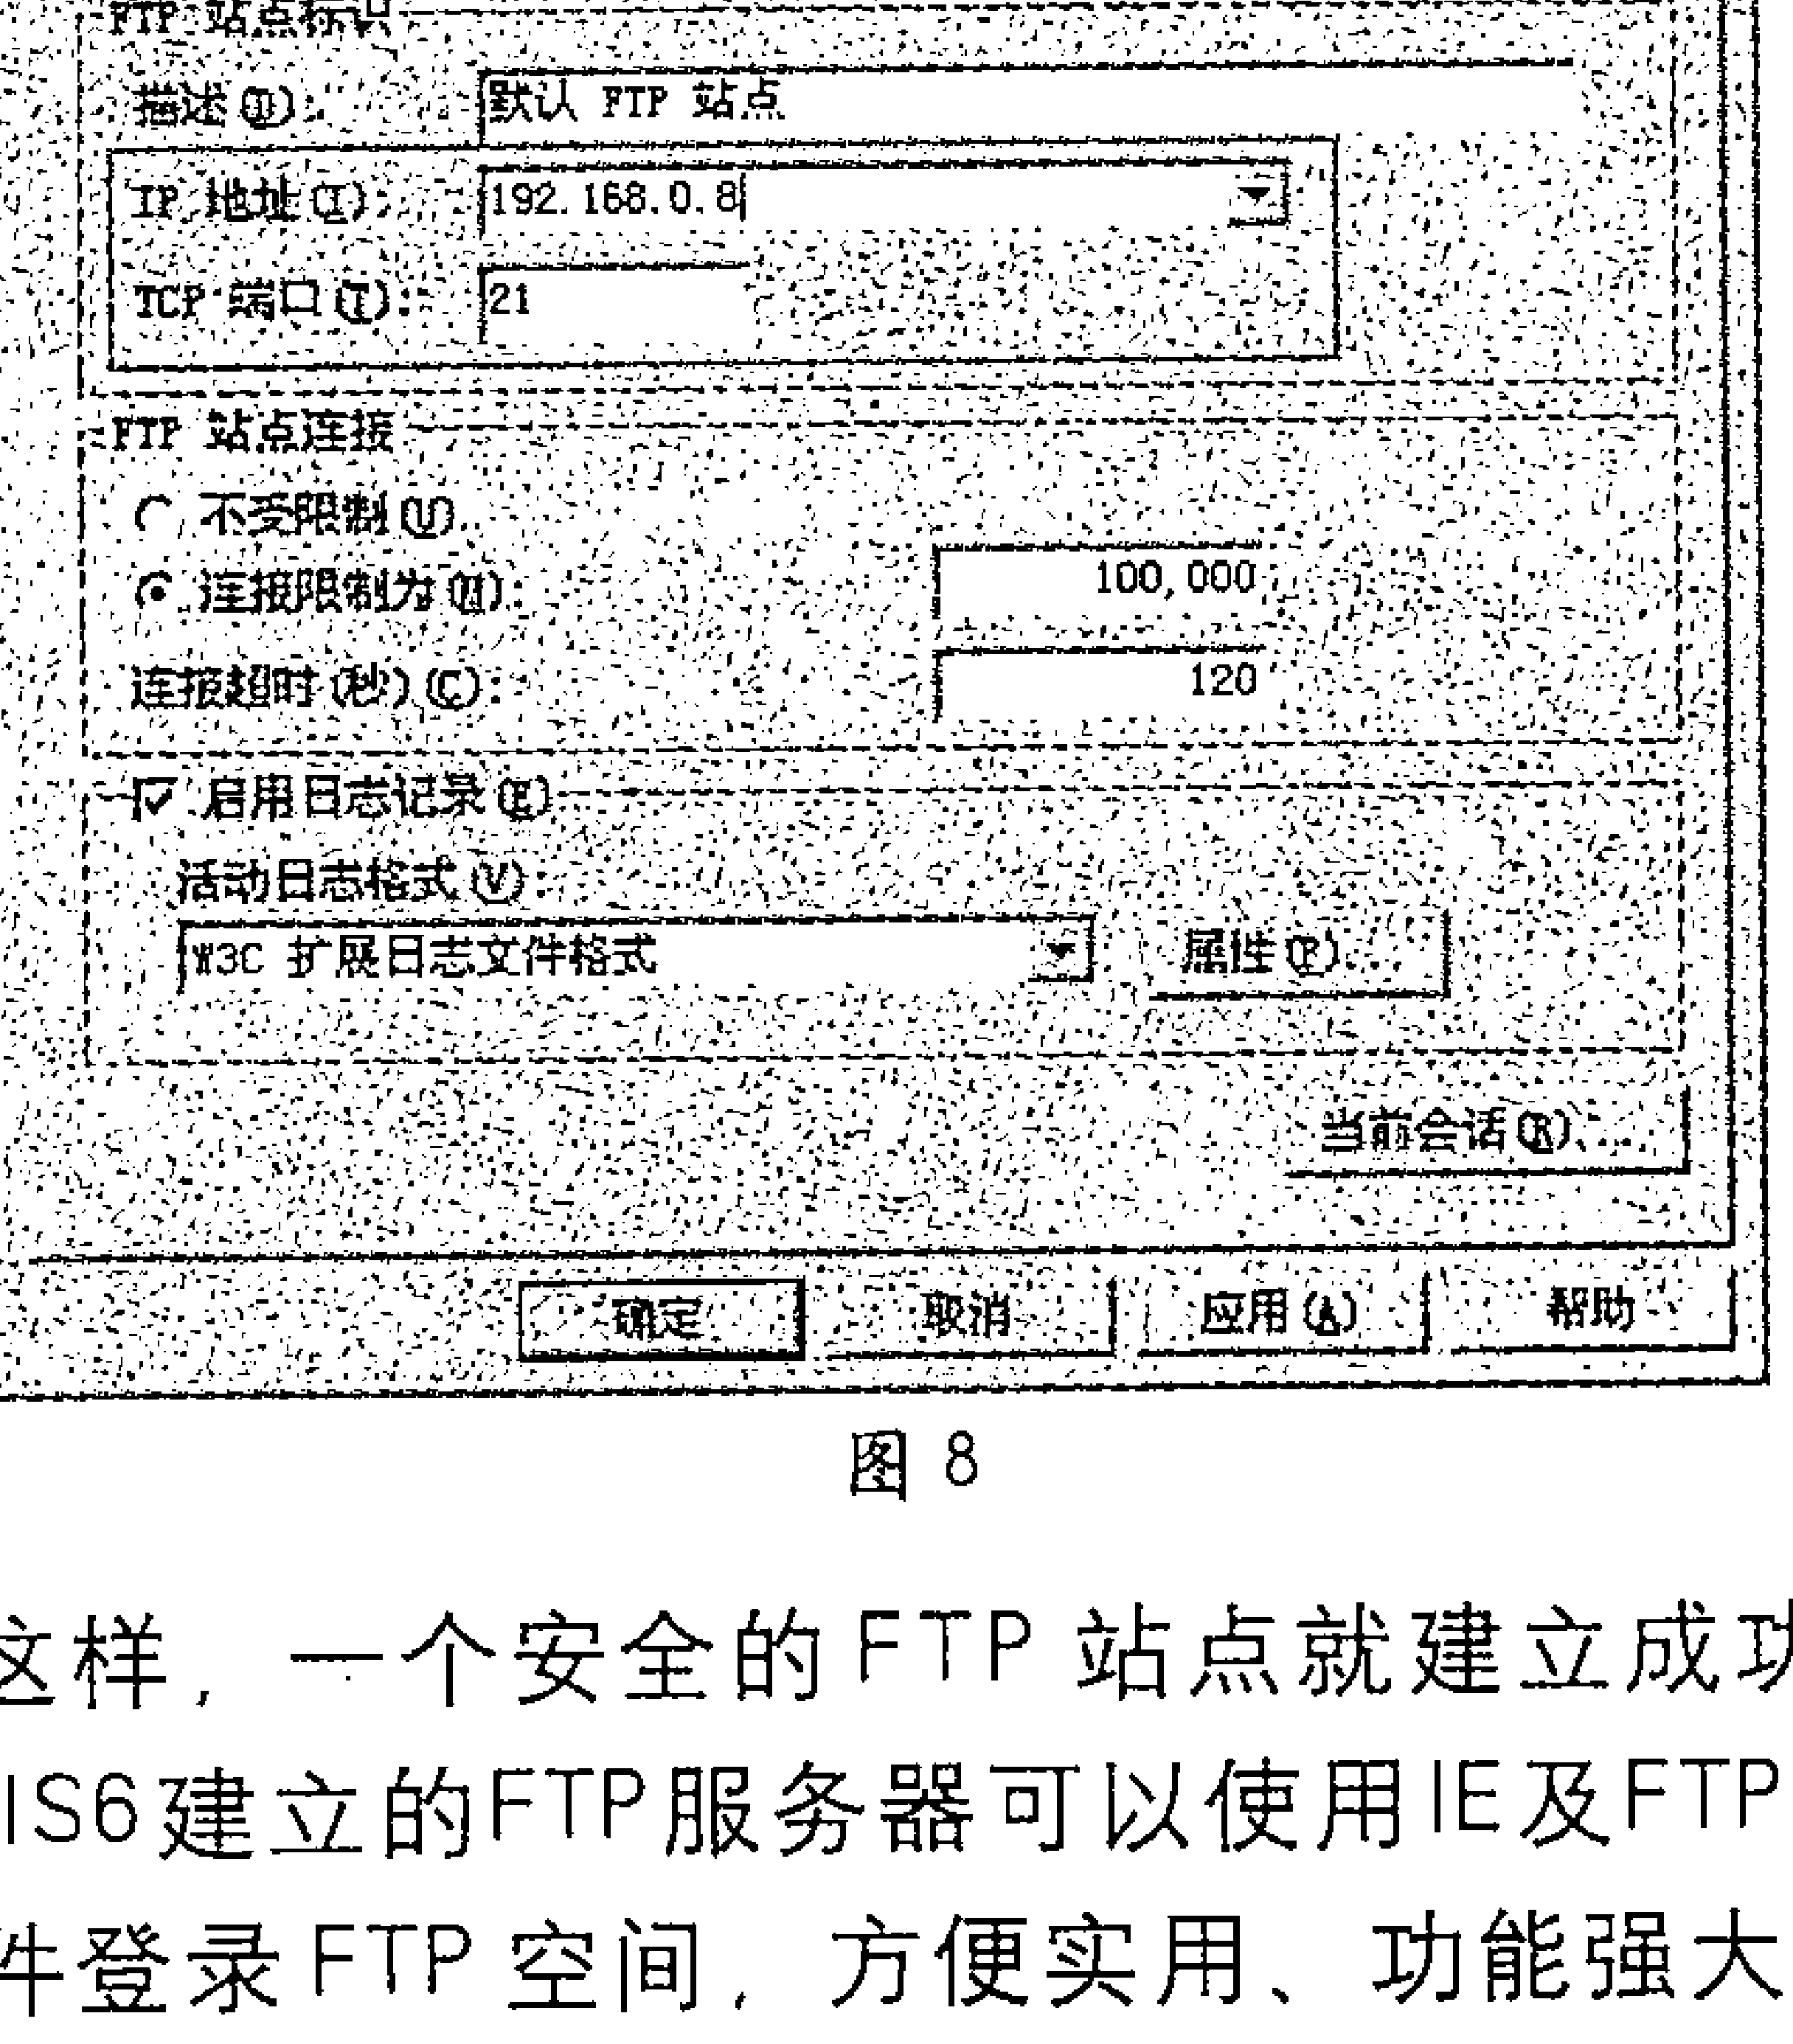 FTP 站点标识
描述(D): 默认 FTP 站点
IP 地址(I): 192.168.0.8
TCP 端口(T): 21
FTP 站点连接
不受限制(U)
连接限制为(M): 100,000
连接超时(秒)(C): 120
启用日志记录(E)
活动日志格式(V):
W3C 扩展日志文件格式 属性(P)...
当前会话(R)...
确定 取消 应用(A) 帮助
图 8
这样，一个安全的FTP 站点就建立成功
IS6建立的FTP服务器可以使用IE及FTP
件登录FTP 空间，方便实用、功能强大